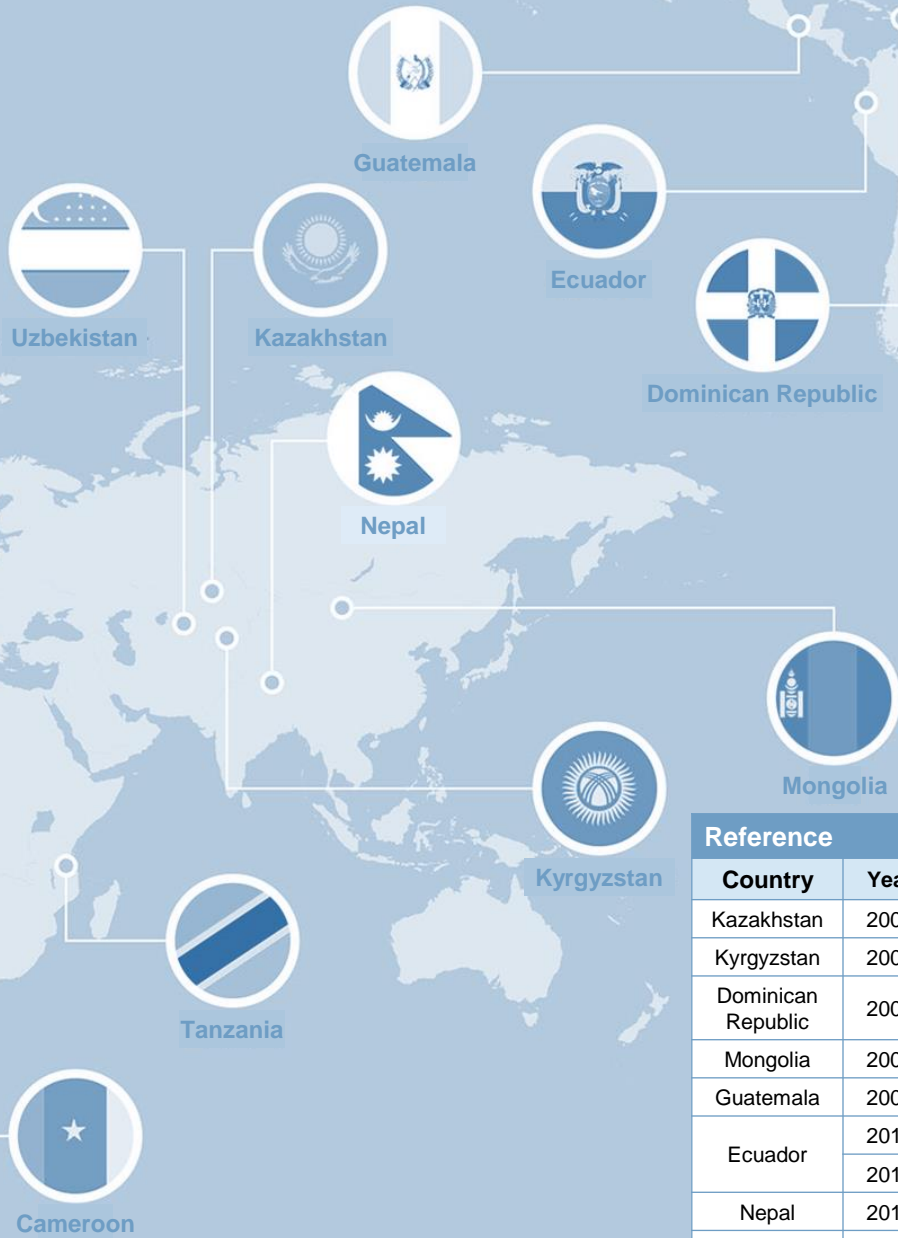 Guatemala
Ecuador
Uzbekistan
Kazakhstan
Dominican Republic
Nepal
Mongolia
Kyrgyzstan
Tanzania
Cameroon
Reference
Country
Kazakhstan
Kyrgyzstan
Dominican
Republic
Mongolia
Guatemala
Ecuador
Nepal